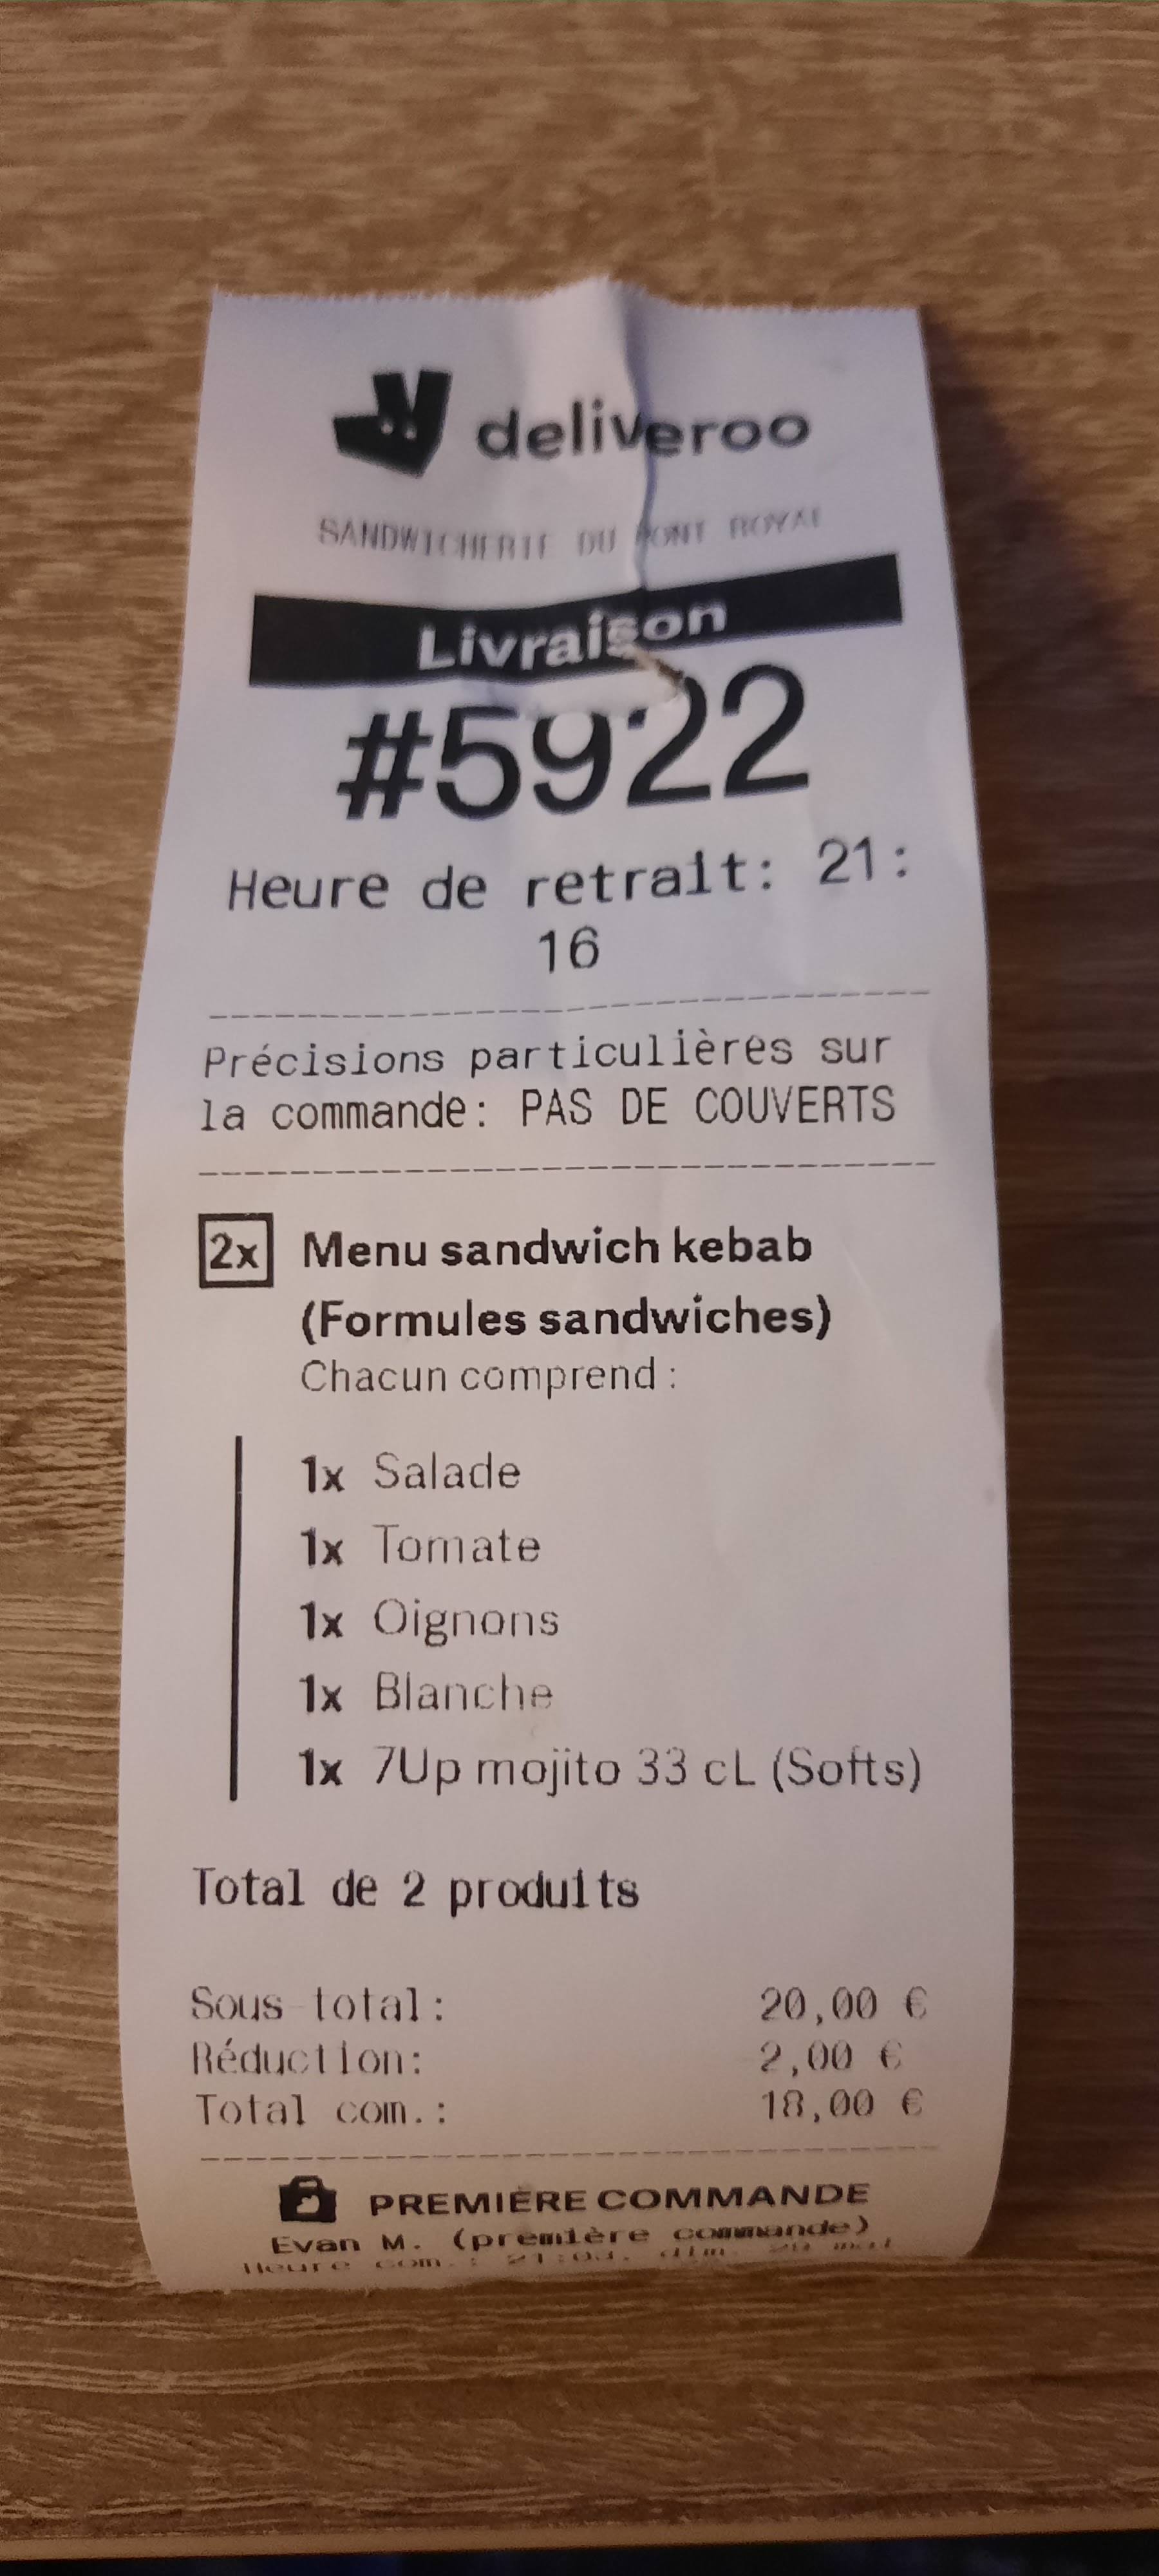 deliveroo
SANDWICHERIE DU PONT ROYAL
Livraison
#5922
Heure de retrait: 21:
16
Précisions particulières sur
la commande: PAS DE COUVERTS
2x Menu sandwich kebab
(Formules sandwiches)
Chacun comprend :
1x Salade
1x Tomate
1x Oignons
1x Blanche
1x 7Up mojito 33 cL (Softs)
Total de 2 produits
Sous-total: 20,00 €
Réduction: 2,00 €
Total com.: 18,00 €
PREMIÈRE COMMANDE
Evan M. (première commande)
Heure com.: